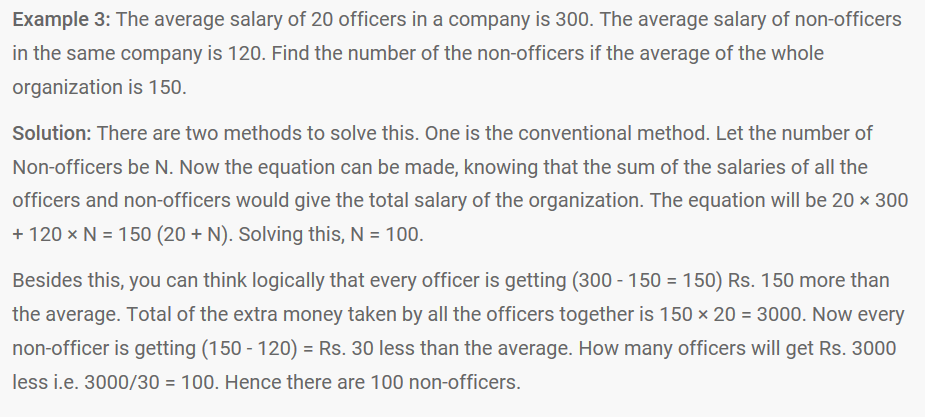 Example 3: The average salary of 20 officers in a company is 300. The average salary of non-officers
in the same company is 120. Find the number of the non-officers if the average of the whole
organization is 150.
Solution: There are two methods to solve this. One is the conventional method. Let the number of
Non-officers be N. Now the equation can be made, knowing that the sum of the salaries of all the
officers and non-officers would give the total salary of the organization. The equation will be 20 × 300
+ 120 × N = 150 (20 + N). Solving this, N = 100.
Besides this, you can think logically that every officer is getting (300 - 150 = 150) Rs. 150 more than
the average. Total of the extra money taken by all the officers together is 150 × 20 = 3000. Now every
non-officer is getting (150 - 120) = Rs. 30 less than the average. How many officers will get Rs. 3000
less i.e. 3000/30 = 100. Hence there are 100 non-officers.